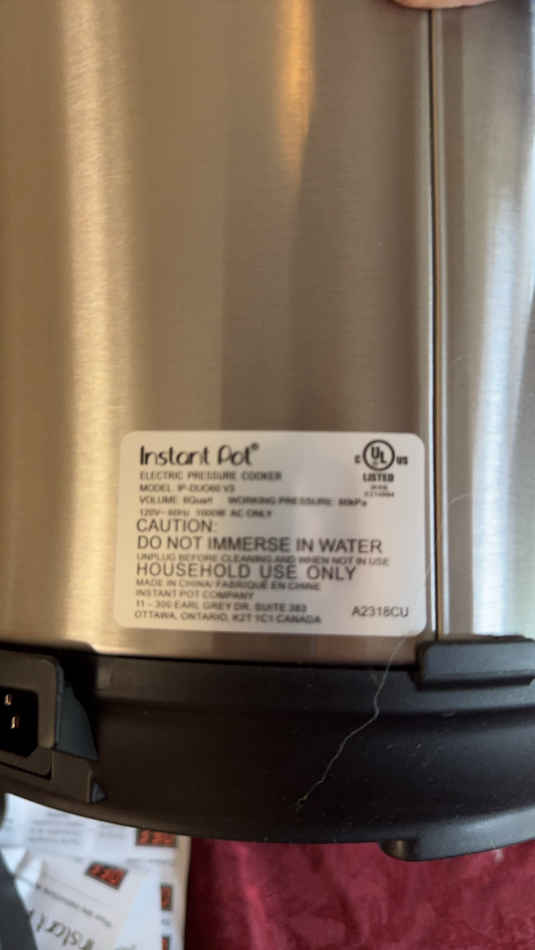 Instant Pot®
ELECTRIC PRESSURE COOKER
MODEL: IP-DUO60 V3
VOLUME: 6Quart WORKING PRESSURE: 80kPa
120V~ 60Hz 1000W AC ONLY
CAUTION:
DO NOT IMMERSE IN WATER
UNPLUG BEFORE CLEANING AND WHEN NOT IN USE
HOUSEHOLD USE ONLY
MADE IN CHINA/ FABRIQUÉ EN CHINE
INSTANT POT COMPANY
11 – 300 EARL GREY DR. SUITE 383
OTTAWA, ONTARIO, K2T 1C1 CANADA
C UL US
LISTED
A2318CU
Instant